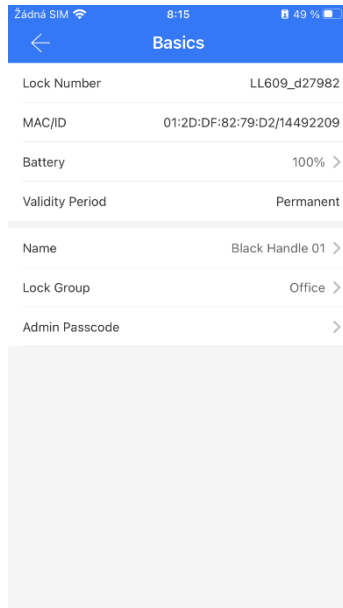 Žádná SIM 8:15 49 %
Basics
Lock Number LL609_d27982
MAC/ID 01:2D:DF:82:79:D2/14492209
Battery 100%
Validity Period Permanent
Name Black Handle 01
Lock Group Office
Admin Passcode